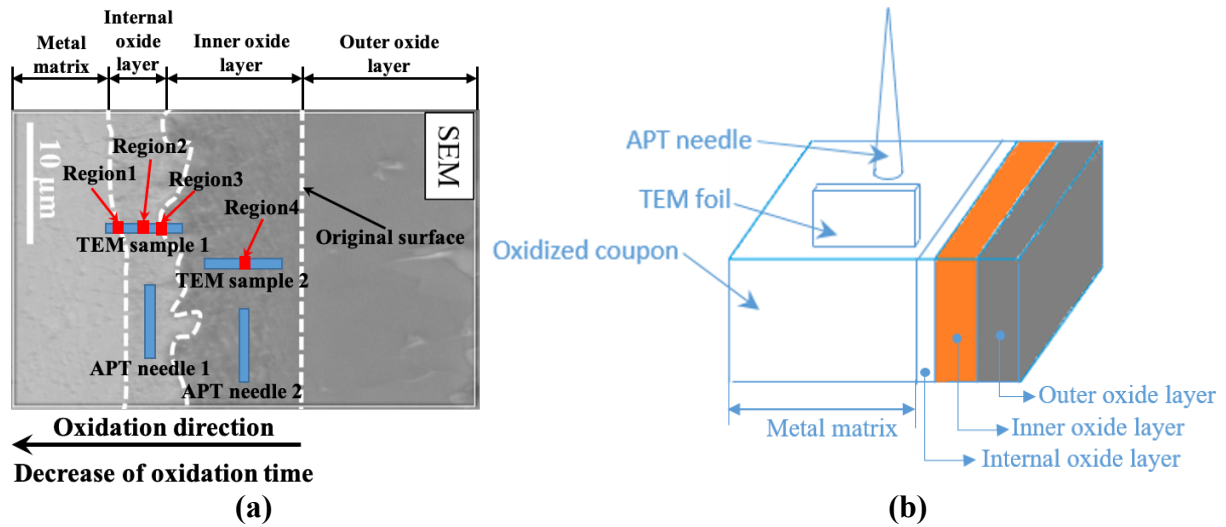 Internal
oxide
layer
Metal
matrix
Inner oxide
layer
Outer oxide
layer
SEM
10 μm
Region2
Region1
Region3
Region4
TEM sample 1
Original surface
TEM sample 2
APT needle 1
APT needle 2
Oxidation direction
Decrease of oxidation time
(a)
APT needle
TEM foil
Oxidized coupon
Outer oxide layer
Metal matrix
Inner oxide layer
Internal oxide layer
(b)